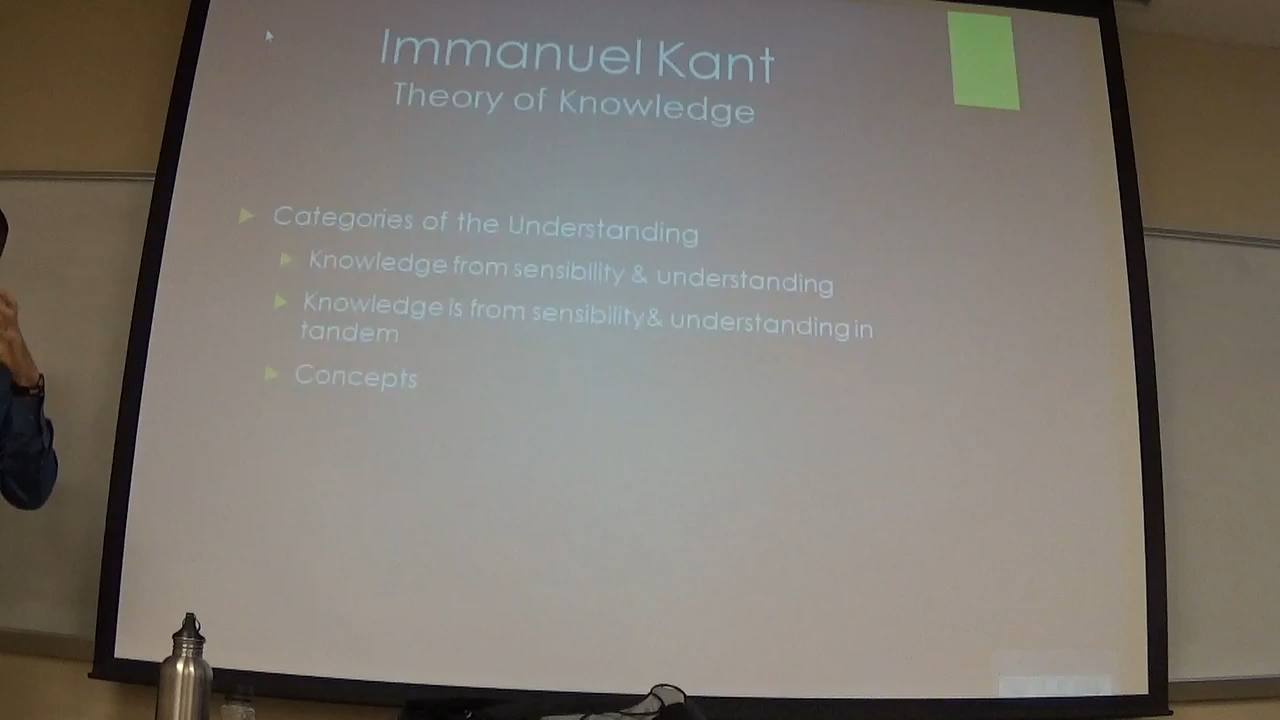 Immanuel Kant
Theory of Knowledge
Categories of the Understanding
Knowledge from sensibility & understanding
Knowledge is from sensibility & understanding in
tandem
Concepts